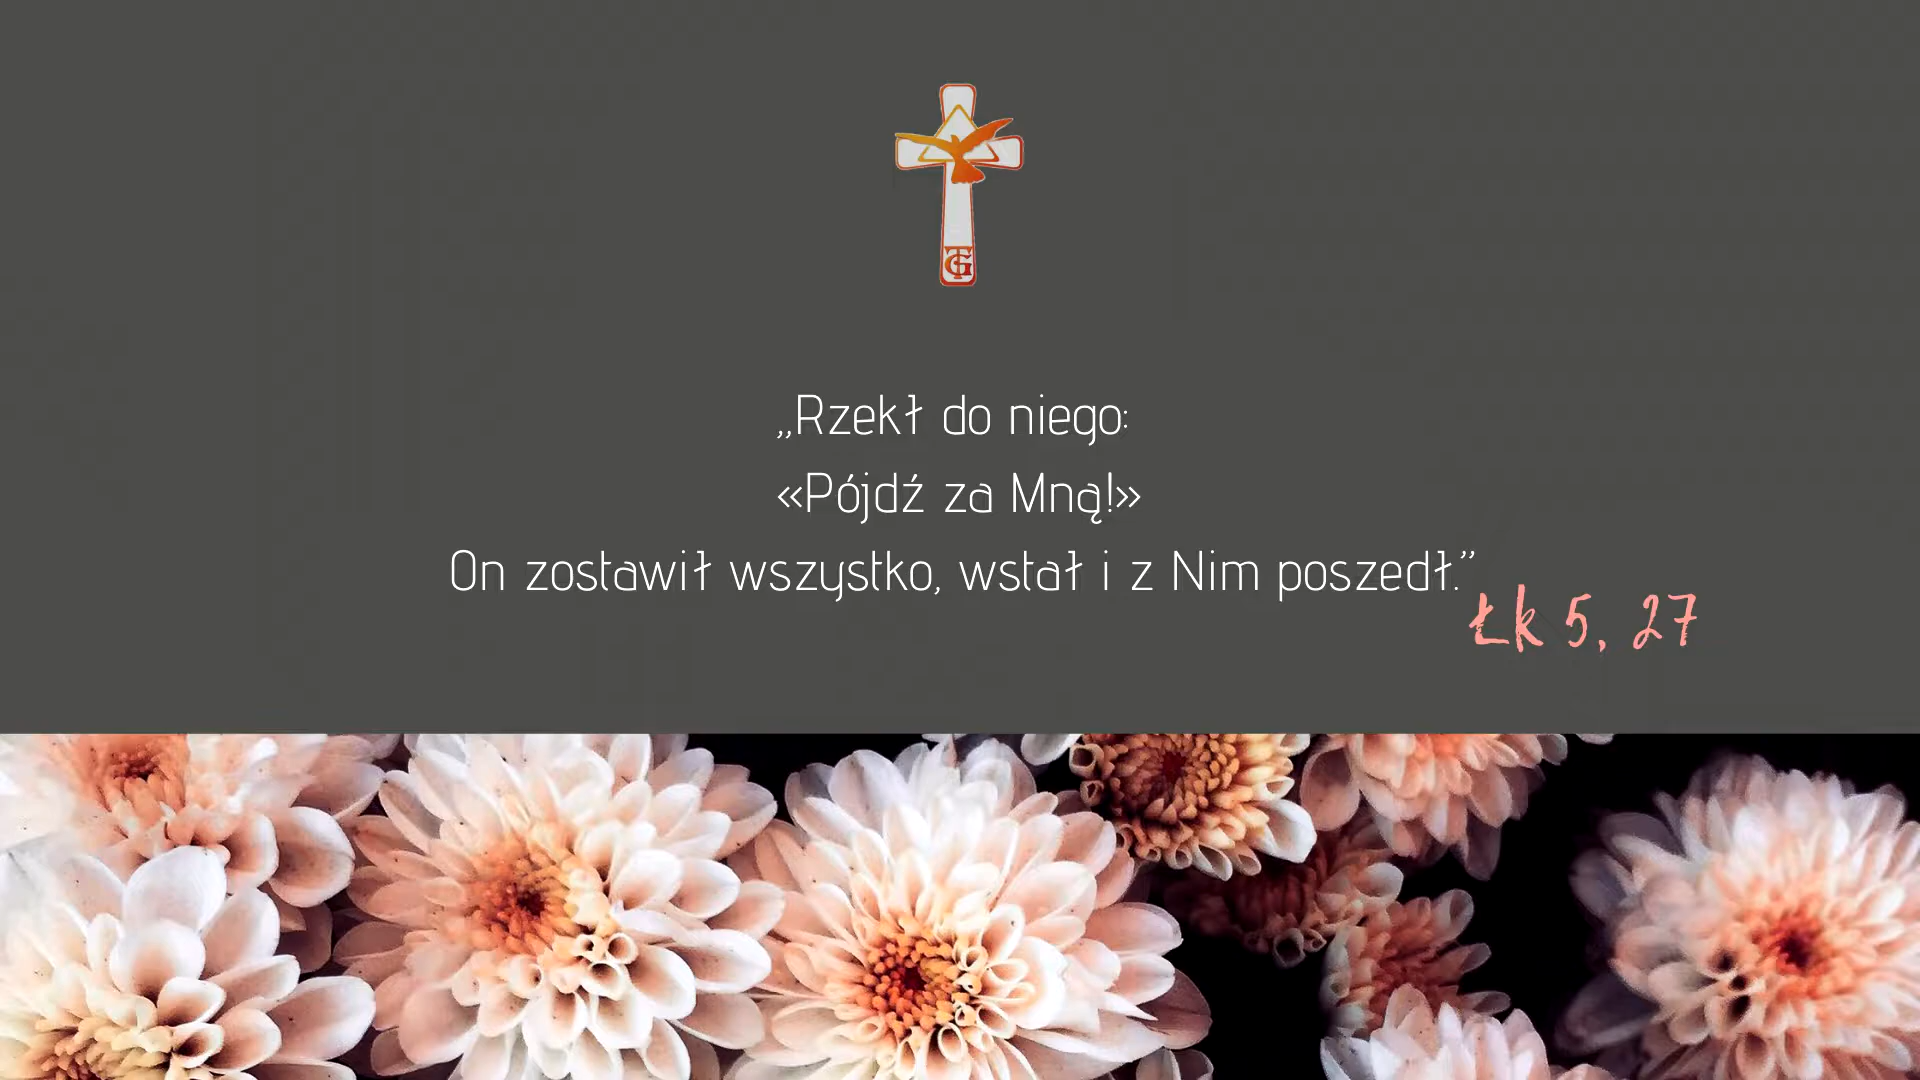 „Rzekł do niego:
«Pójdź za Mną!»
On zostawił wszystko, wstał i z Nim poszedł.”
Łk 5, 27